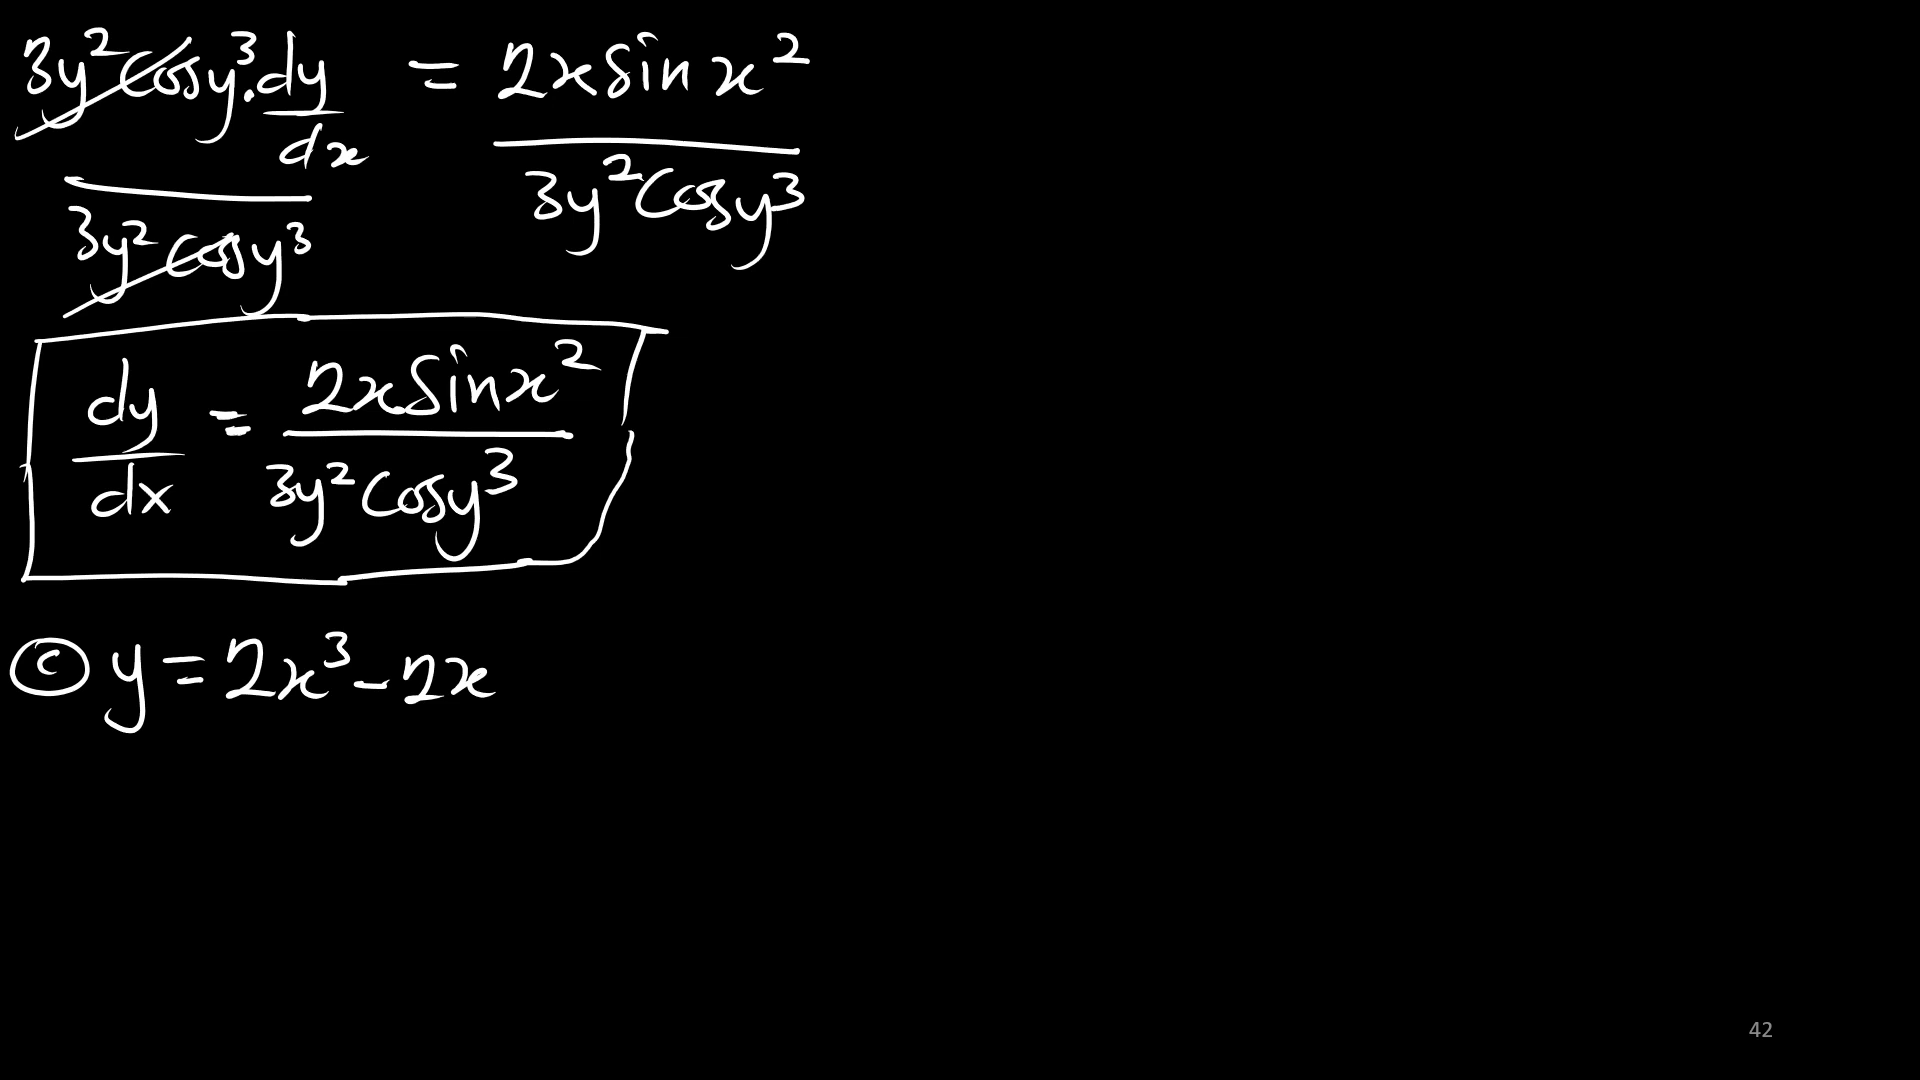 3y²cosy³.dy/dx = 2xsinx²
3y²cosy³ 3y²cosy³
dy/dx = 2xsinx²/3y²cosy³
ⓒ y = 2x³ - 2x
42